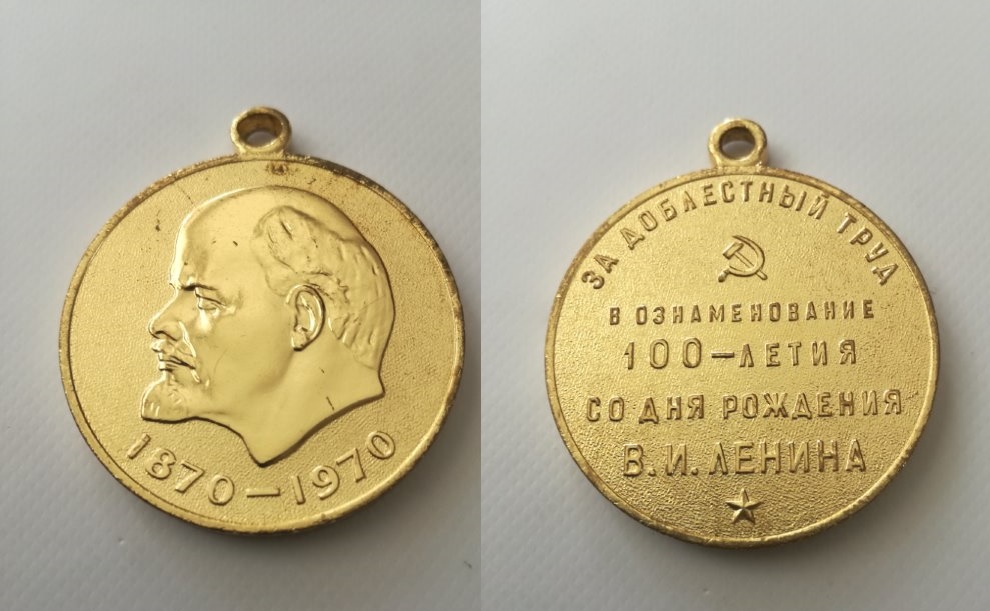 1870–1970
ЗА ДОБЛЕСТНЫЙ ТРУД
В ОЗНАМЕНОВАНИЕ
100–ЛЕТИЯ
СО ДНЯ РОЖДЕНИЯ
В.И. ЛЕНИНА